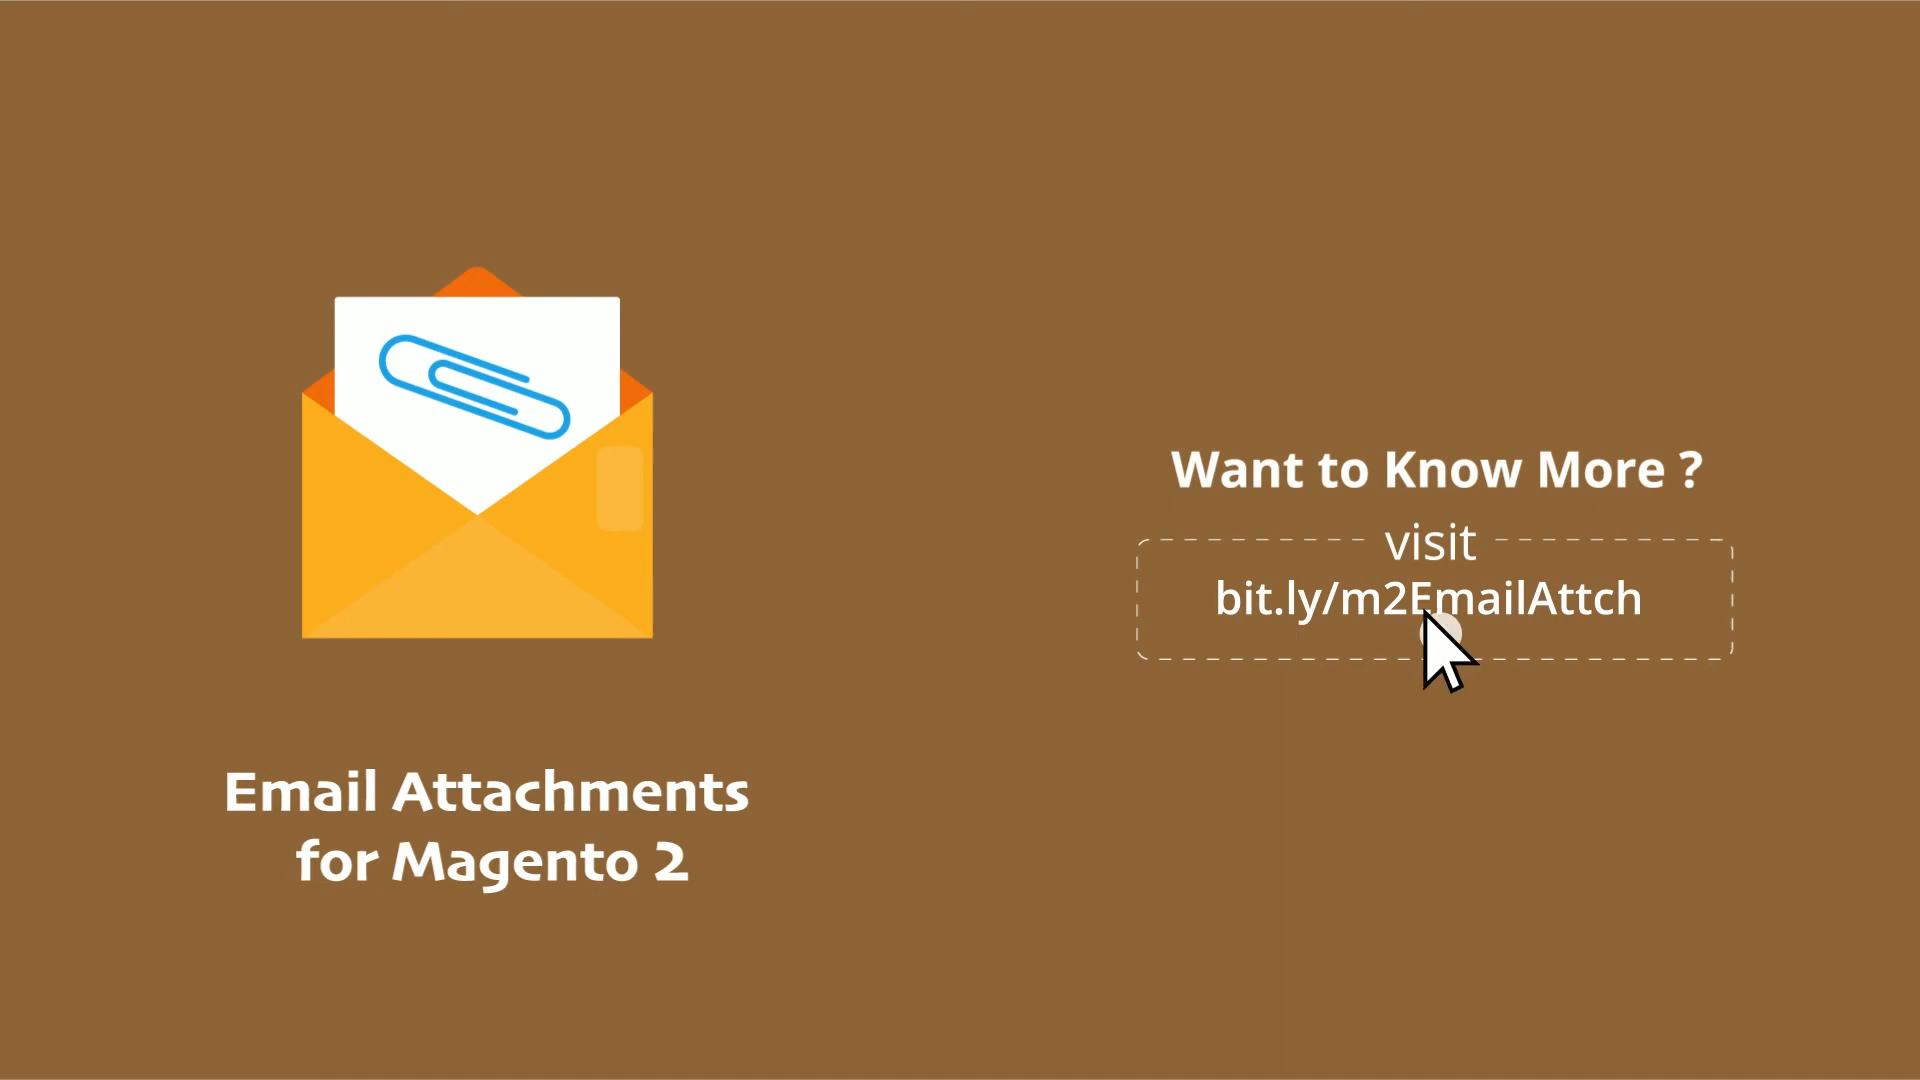 Email Attachments
for Magento 2
Want to Know More ?
visit
bit.ly/m2EmailAttch